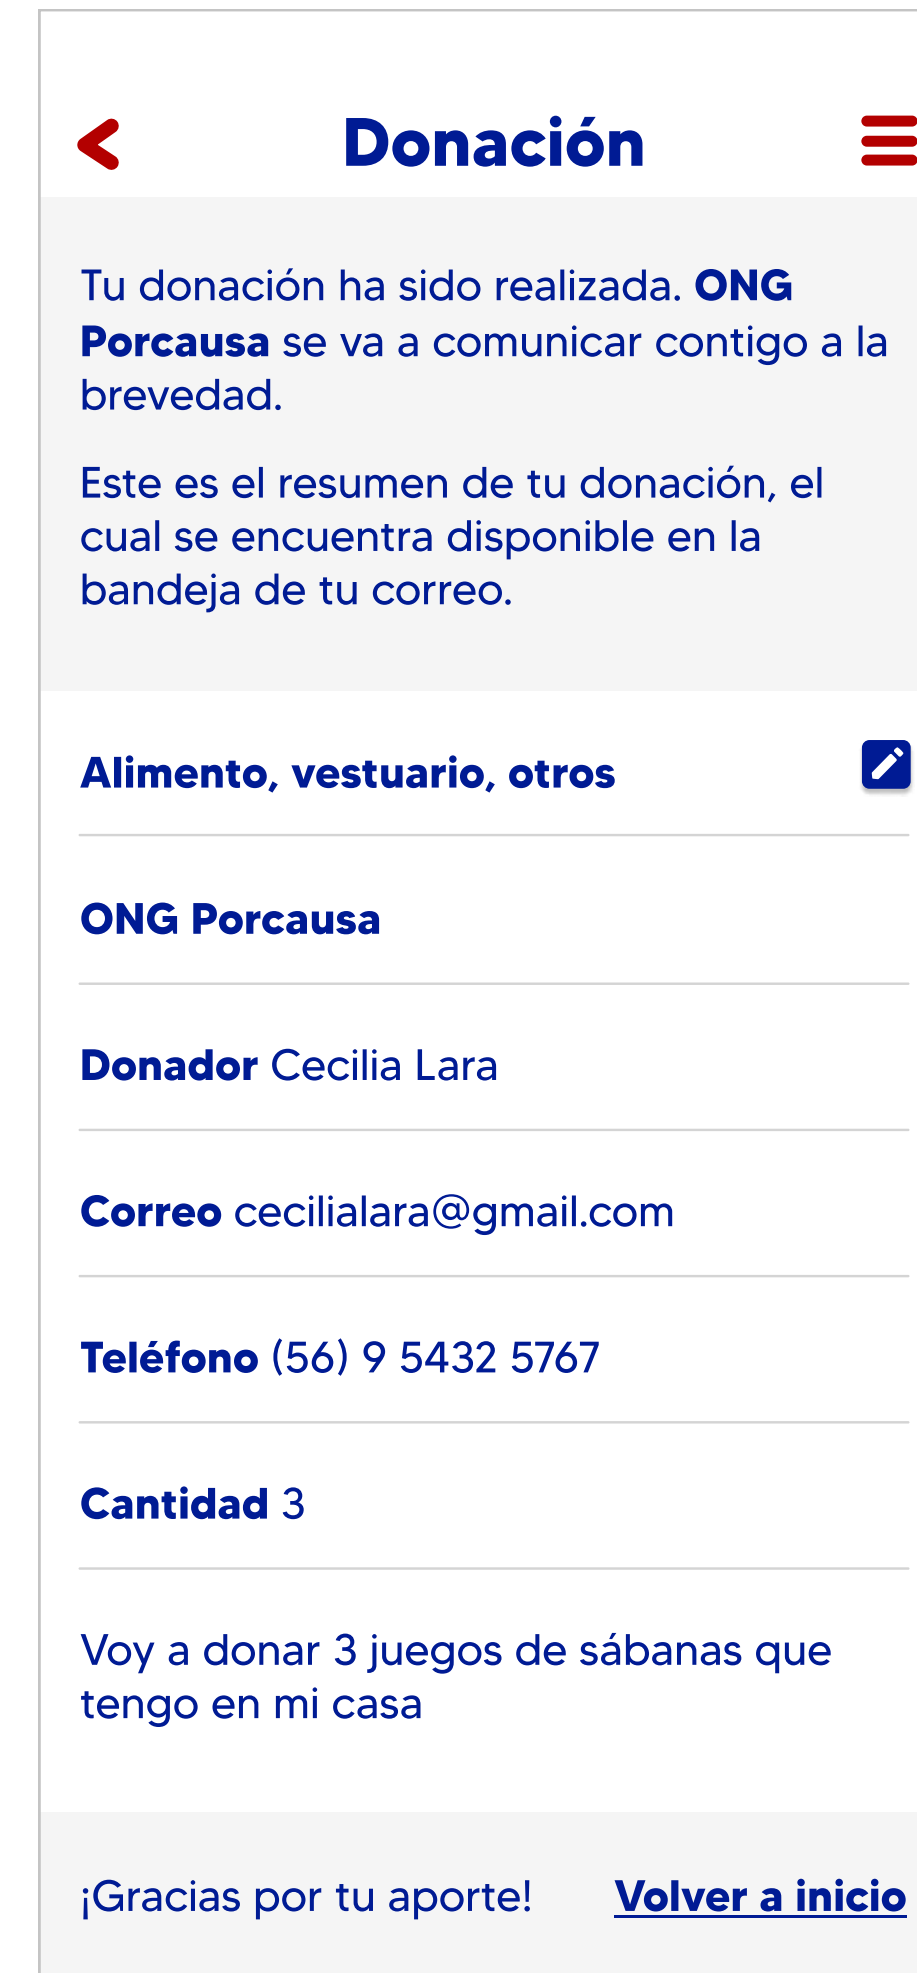 Donación
Tu donación ha sido realizada. ONG
Porcausa se va a comunicar contigo a la
brevedad.
Este es el resumen de tu donación, el
cual se encuentra disponible en la
bandeja de tu correo.
Alimento, vestuario, otros
ONG Porcausa
Donador Cecilia Lara
Correo cecilialara@gmail.com
Teléfono (56) 9 5432 5767
Cantidad 3
Voy a donar 3 juegos de sábanas que
tengo en mi casa
¡Gracias por tu aporte! Volver a inicio